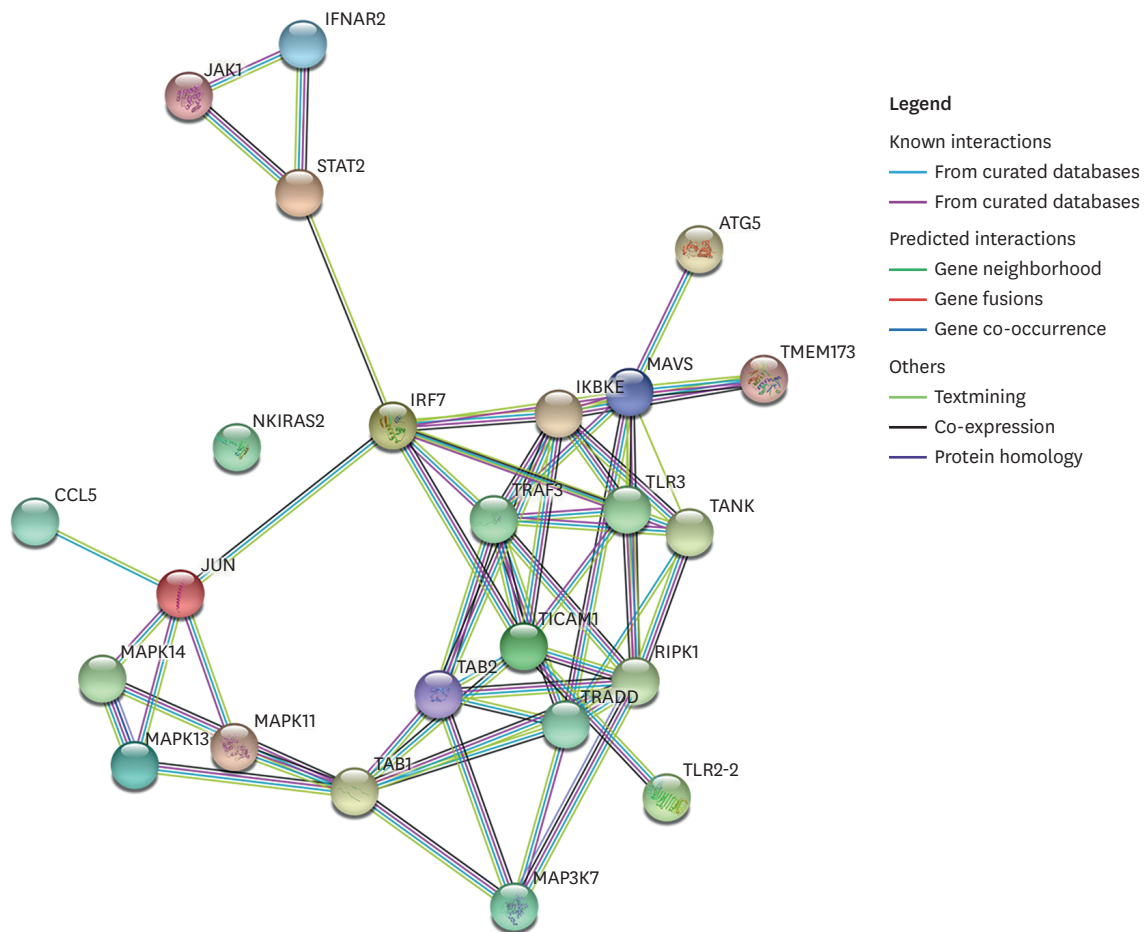 IFNAR2
JAK1
STAT2
ATG5
TMEM173
MAVS
IKBKE
IRF7
NKIRAS2
TLR3
TRAF3
TANK
CCL5
JUN
TICAM1
MAPK14
RIPK1
TAB2
TRADD
MAPK11
MAPK13
TAB1
TLR2-2
MAP3K7
Legend
Known interactions
From curated databases
From curated databases
Predicted interactions
Gene neighborhood
Gene fusions
Gene co-occurrence
Others
Textmining
Co-expression
Protein homology